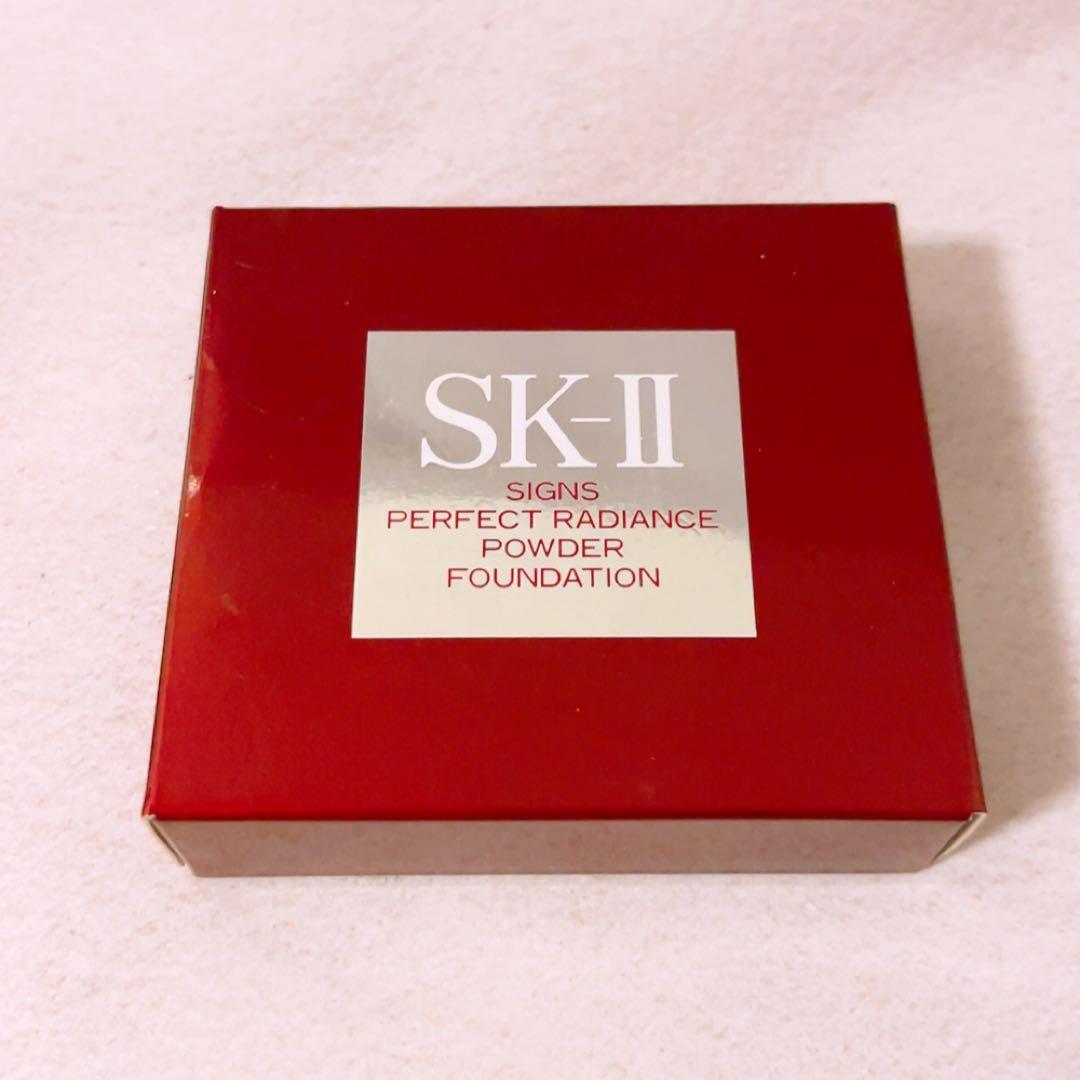 SK-II
SIGNS
PERFECT RADIANCE
POWDER
FOUNDATION